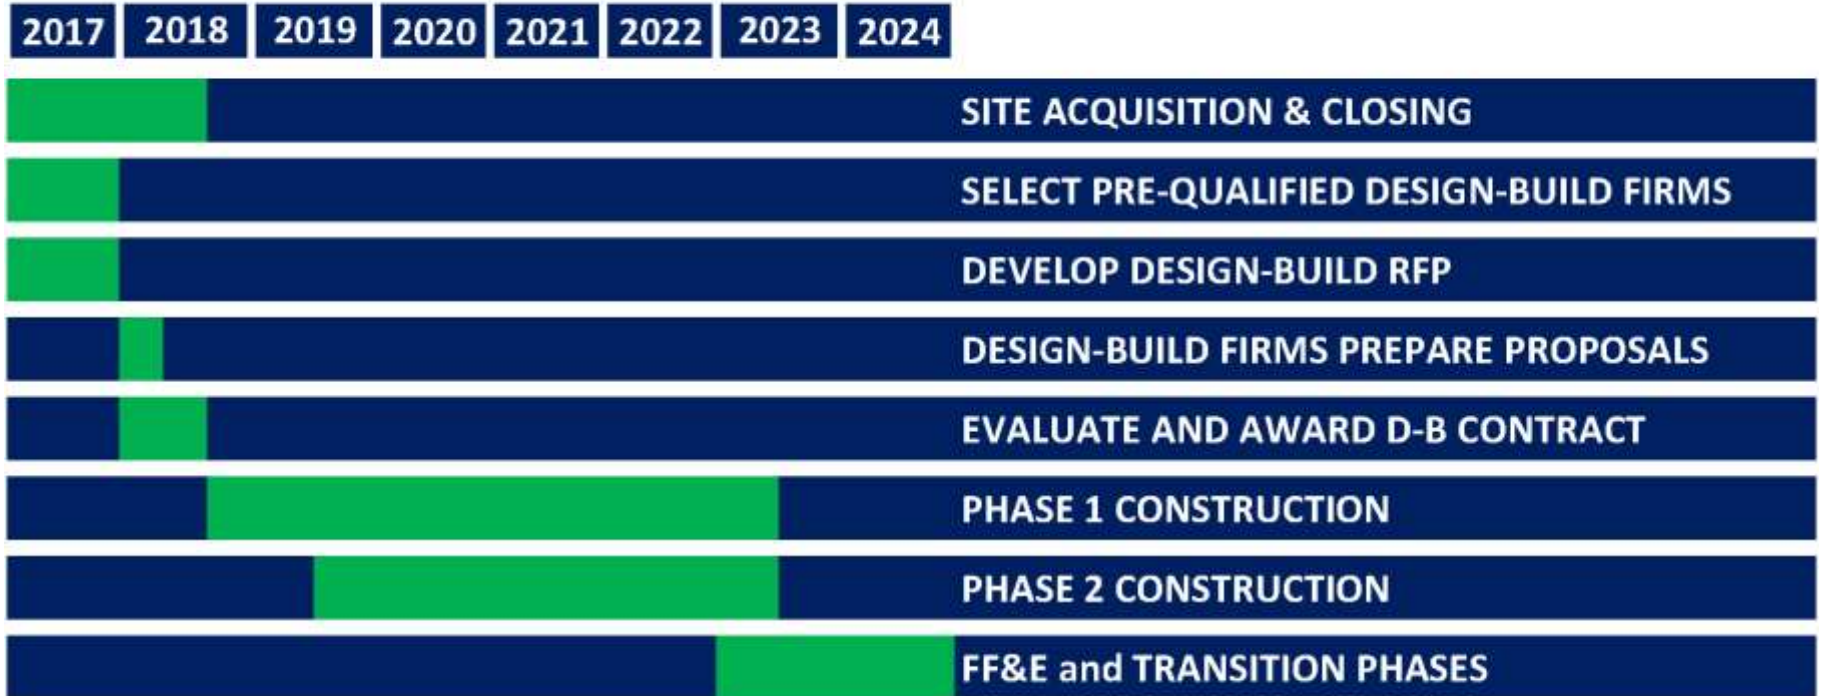 2017 2018 2019 2020 2021 2022 2023 2024
SITE ACQUISITION & CLOSING
SELECT PRE-QUALIFIED DESIGN-BUILD FIRMS
DEVELOP DESIGN-BUILD RFP
DESIGN-BUILD FIRMS PREPARE PROPOSALS
EVALUATE AND AWARD D-B CONTRACT
PHASE 1 CONSTRUCTION
PHASE 2 CONSTRUCTION
FF&E and TRANSITION PHASES